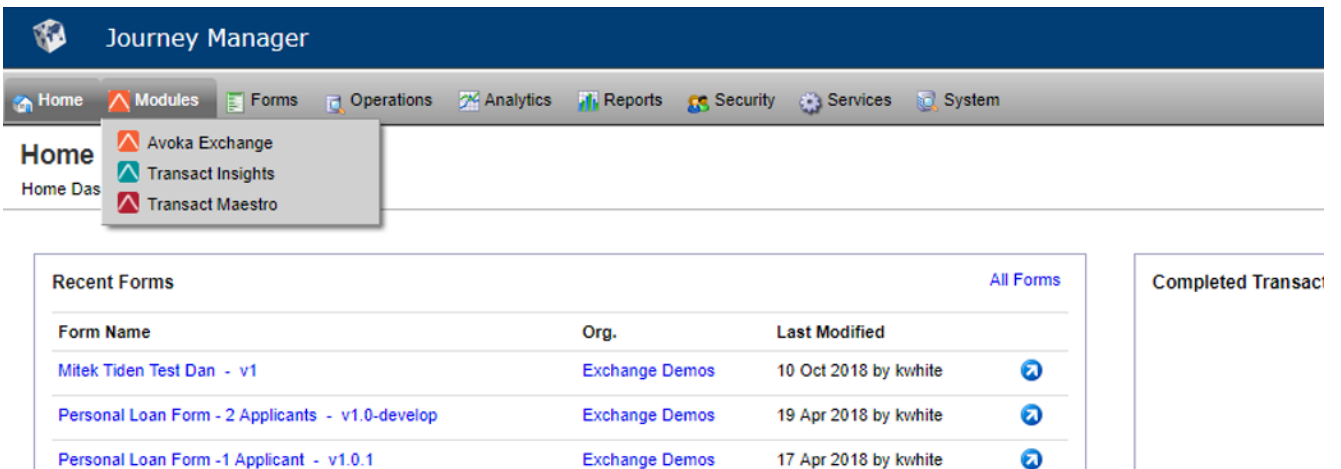 Journey Manager
Home Modules Forms Operations Analytics Reports Security Services System
Avoka Exchange
Home
Transact Insights
Home Das
Transact Maestro
Recent Forms All Forms
Completed Transact
Form Name Org. Last Modified
Mitek Tiden Test Dan - v1 Exchange Demos 10 Oct 2018 by kwhite
Personal Loan Form - 2 Applicants - v1.0-develop Exchange Demos 19 Apr 2018 by kwhite
Personal Loan Form -1 Applicant - v1.0.1 Exchange Demos 17 Apr 2018 by kwhite